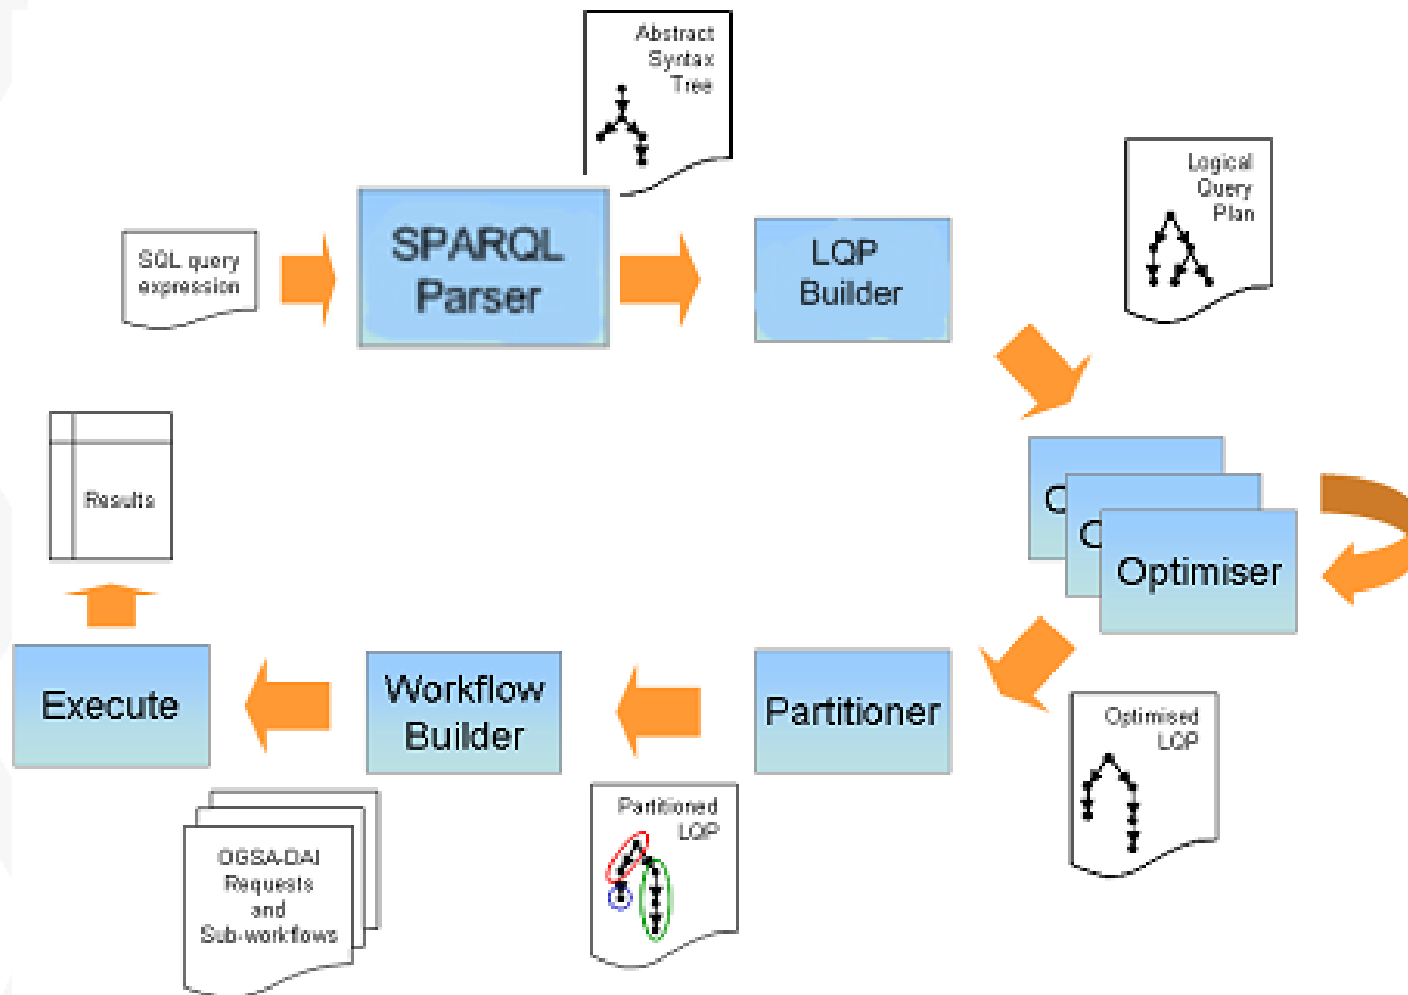 Abstract
Syntax
Tree
Logical
Query
Plan
SQL query
expression
SPARQL
Parser
LQP
Builder
Results
O
O
Optimiser
Execute
Workflow
Builder
Partitioner
Optimised
LQP
Partitioned
LQP
OGSA-DAI
Requests
and
Sub-workflows